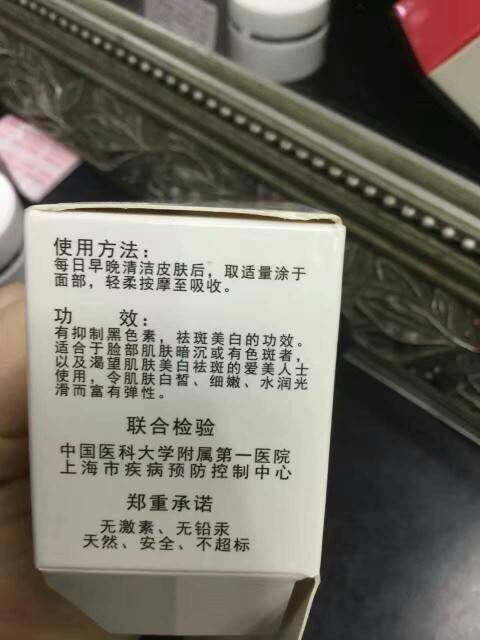 使用方法：
每日早晚清洁皮肤后，取适量涂于
面部，轻柔按摩至吸收。
功 效：
有抑制黑色素，祛斑美白的功效。
适合于脸部肌肤暗沉或有色斑者，
以及渴望肌肤美白祛斑的爱美人士
使用，令肌肤白皙、细嫩、水润光
滑而富有弹性。
联合检验
中国医科大学附属第一医院
上海市疾病预防控制中心
郑重承诺
无激素、无铅汞
天然、安全、不超标